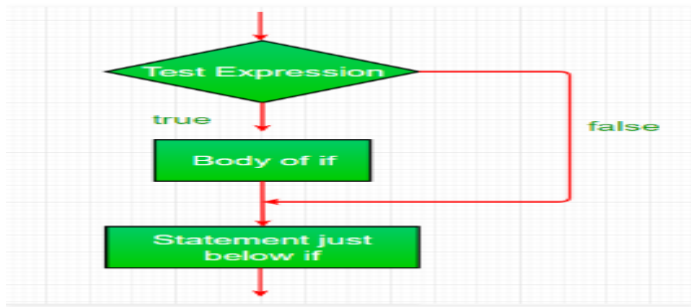 Test Expression
true
false
Body of if
Statement just
below if